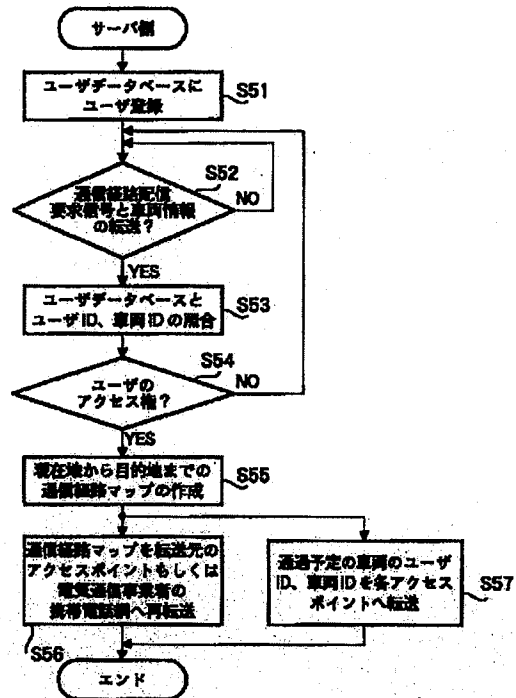 サーバ側
ユーザデータベースに
ユーザ登録
S51
S52
通信経路配信
要求信号と車両情報
の転送?
NO
YES
ユーザデータベースと
ユーザID、車両IDの照合
S53
S54
ユーザの
アクセス権?
NO
YES
現在地から目的地までの
通信経路マップの作成
S55
通信経路マップを転送元の
アクセスポイントもしくは
電気通信事業者の
携帯電話網へ再転送
S56
通過予定の車両のユーザ
ID、車両IDを各アクセス
ポイントへ転送
S57
エンド